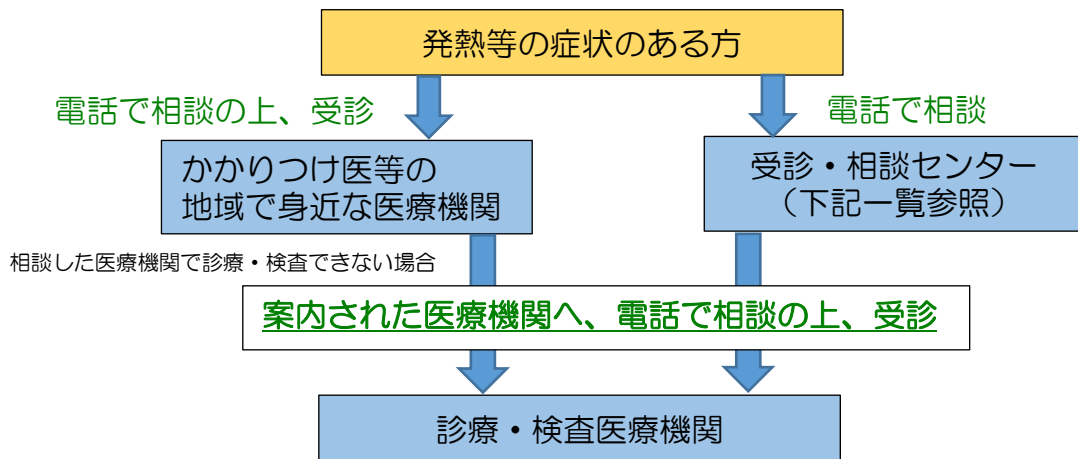 発熱等の症状のある方
電話で相談の上、受診
電話で相談
かかりつけ医等の
地域で身近な医療機関
受診・相談センター
（下記一覧参照）
相談した医療機関で診療・検査できない場合
案内された医療機関へ、電話で相談の上、受診
診療・検査医療機関